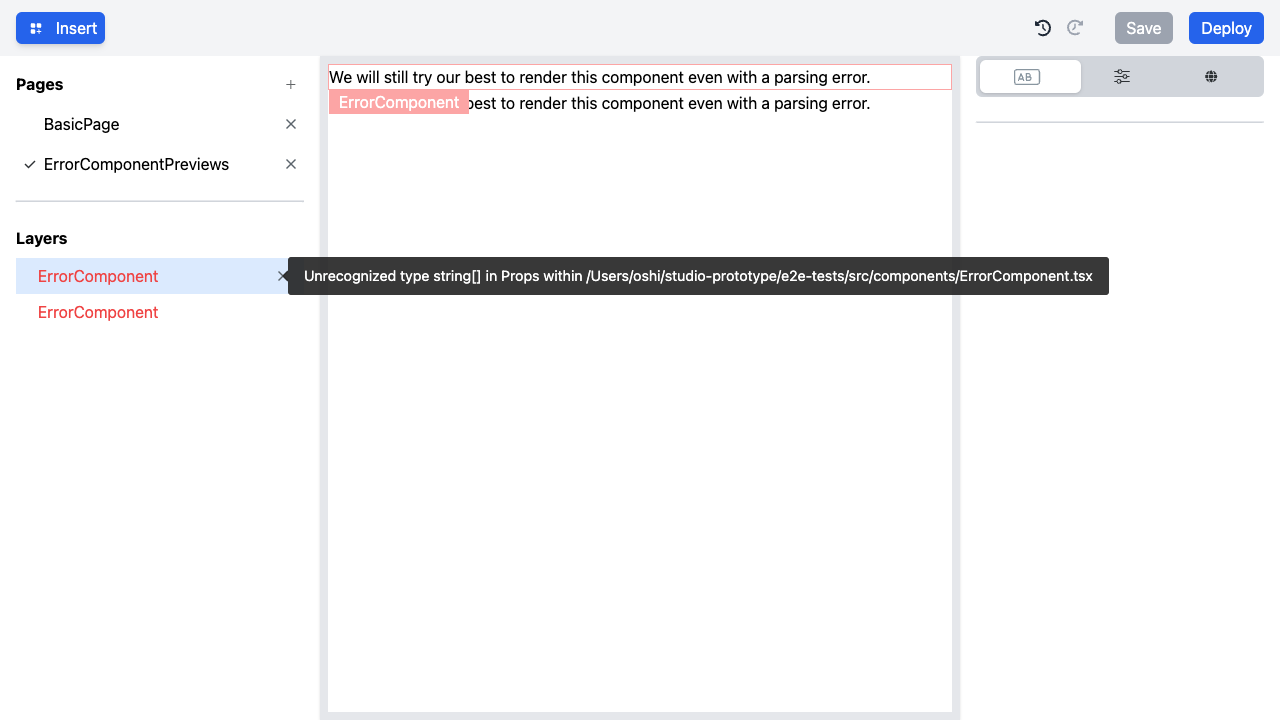 Insert
Save
Deploy
Pages
BasicPage
ErrorComponentPreviews
Layers
ErrorComponent
ErrorComponent
We will still try our best to render this component even with a parsing error.
ErrorComponent
best to render this component even with a parsing error.
Unrecognized type string[] in Props within /Users/oshi/studio-prototype/e2e-tests/src/components/ErrorComponent.tsx
AB